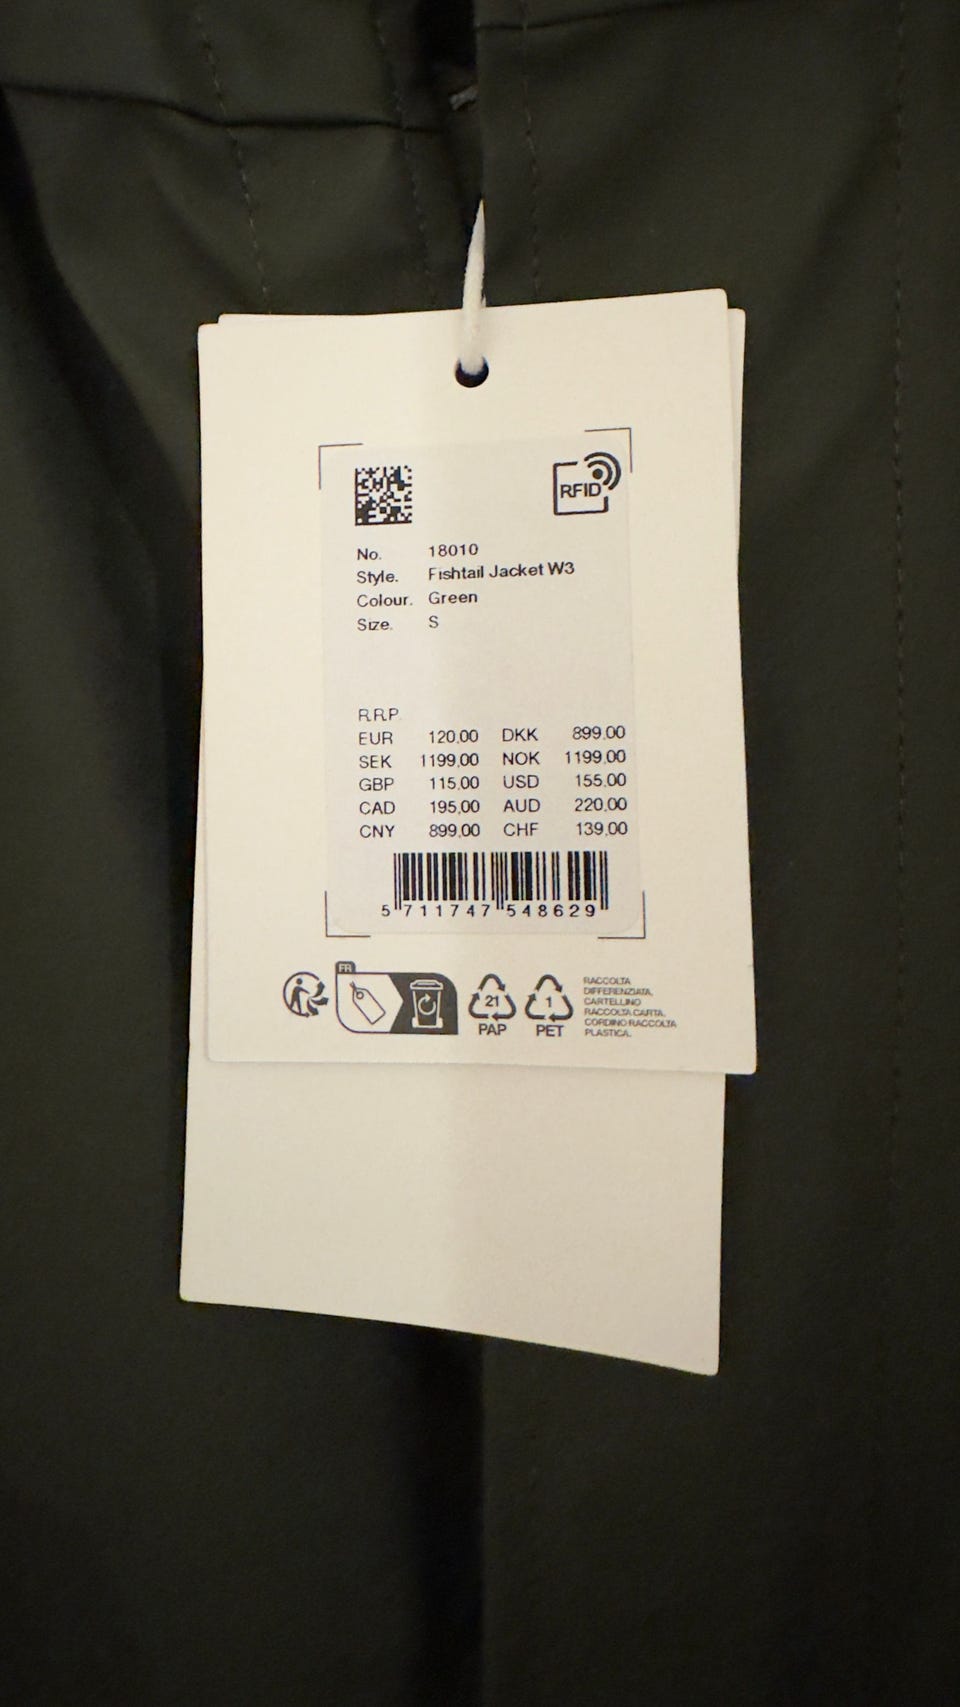 RFID
No. 18010
Style. Fishtail Jacket W3
Colour. Green
Size. S
R.R.P.
EUR 120,00 DKK 899,00
SEK 1199,00 NOK 1199,00
GBP 115,00 USD 155,00
CAD 195,00 AUD 220,00
CNY 899,00 CHF 139,00
5 711747 548629
FR
21 PAP
1 PET
RACCOLTA
DIFFERENZIATA,
CARTELLINO
RACCOLTA CARTA.
CORDINO RACCOLTA
PLASTICA.